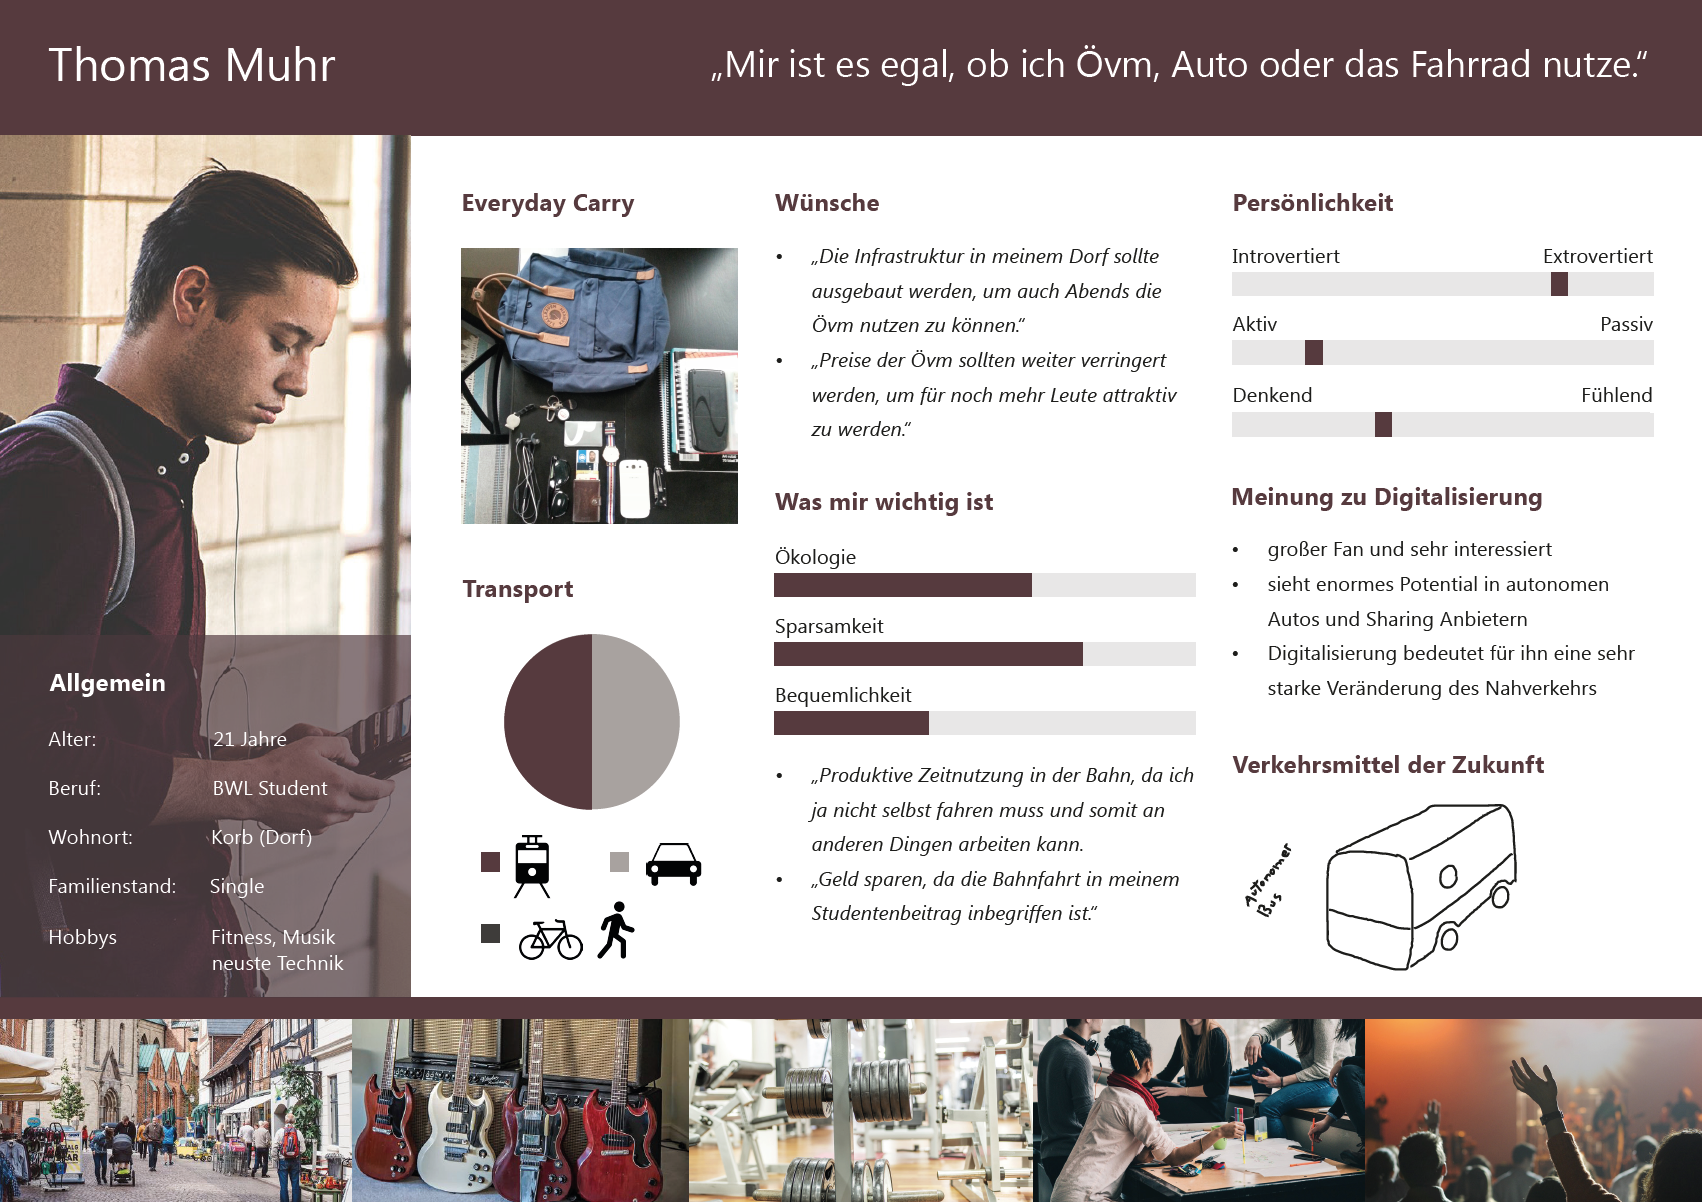 Thomas Muhr
„Mir ist es egal, ob ich Övm, Auto oder das Fahrrad nutze.“
Allgemein
Alter: 21 Jahre
Beruf: BWL Student
Wohnort: Korb (Dorf)
Familienstand: Single
Hobbys Fitness, Musik
neuste Technik
Everyday Carry
Transport
Wünsche
• „Die Infrastruktur in meinem Dorf sollte
ausgebaut werden, um auch Abends die
Övm nutzen zu können.“
• „Preise der Övm sollten weiter verringert
werden, um für noch mehr Leute attraktiv
zu werden.“
Was mir wichtig ist
Ökologie
Sparsamkeit
Bequemlichkeit
• „Produktive Zeitnutzung in der Bahn, da ich
ja nicht selbst fahren muss und somit an
anderen Dingen arbeiten kann.
• „Geld sparen, da die Bahnfahrt in meinem
Studentenbeitrag inbegriffen ist.“
Persönlichkeit
Introvertiert Extrovertiert
Aktiv Passiv
Denkend Fühlend
Meinung zu Digitalisierung
• großer Fan und sehr interessiert
• sieht enormes Potential in autonomen
Autos und Sharing Anbietern
• Digitalisierung bedeutet für ihn eine sehr
starke Veränderung des Nahverkehrs
Verkehrsmittel der Zukunft
Autonomer
Bus